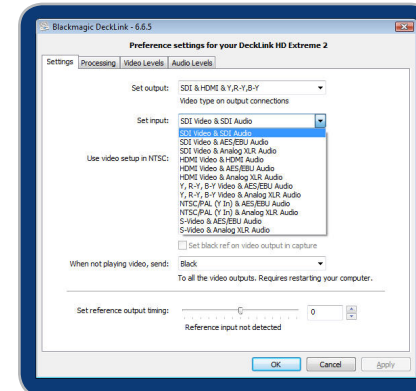 Blackmagic DeckLink - 6.6.5
Preference settings for your DeckLink HD Extreme 2
Settings Processing Video Levels Audio Levels
Set output: SDI & HDMI & Y,R-Y,B-Y
Video type on output connections
Set input: SDI Video & SDI Audio
SDI Video & SDI Audio
SDI Video & AES/EBU Audio
SDI Video & Analog XLR Audio
Use video setup in NTSC: HDMI Video & HDMI Audio
HDMI Video & AES/EBU Audio
HDMI Video & Analog XLR Audio
Y, R-Y, B-Y Video & AES/EBU Audio
Y, R-Y, B-Y Video & Analog XLR Audio
NTSC/PAL (Y In) & AES/EBU Audio
NTSC/PAL (Y In) & Analog XLR Audio
S-Video & AES/EBU Audio
S-Video & Analog XLR Audio
Set black ref on video output in capture
When not playing video, send: Black
To all the video outputs. Requires restarting your computer.
Set reference output timing: 0
Reference input not detected
OK Cancel Apply